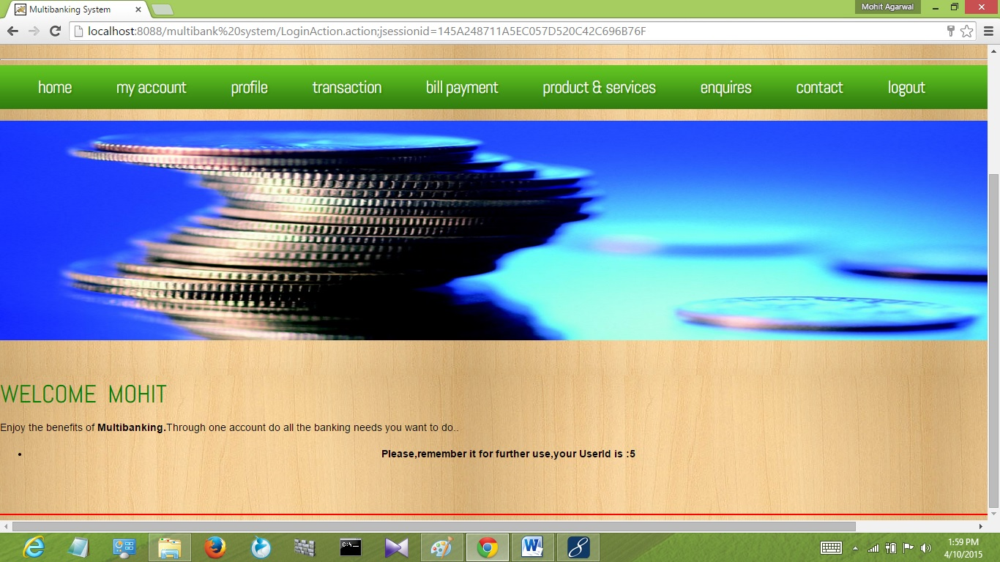 Multibanking System
Mohit Agarwal
localhost:8088/multibank%20system/LoginAction.action;jsessionid=145A248711A5EC057D520C42C696B76F
home my account profile transaction bill payment product & services enquires contact logout
WELCOME MOHIT
Enjoy the benefits of Multibanking.Through one account do all the banking needs you want to do..
Please,remember it for further use,your UserId is :5
1:59 PM
4/10/2015